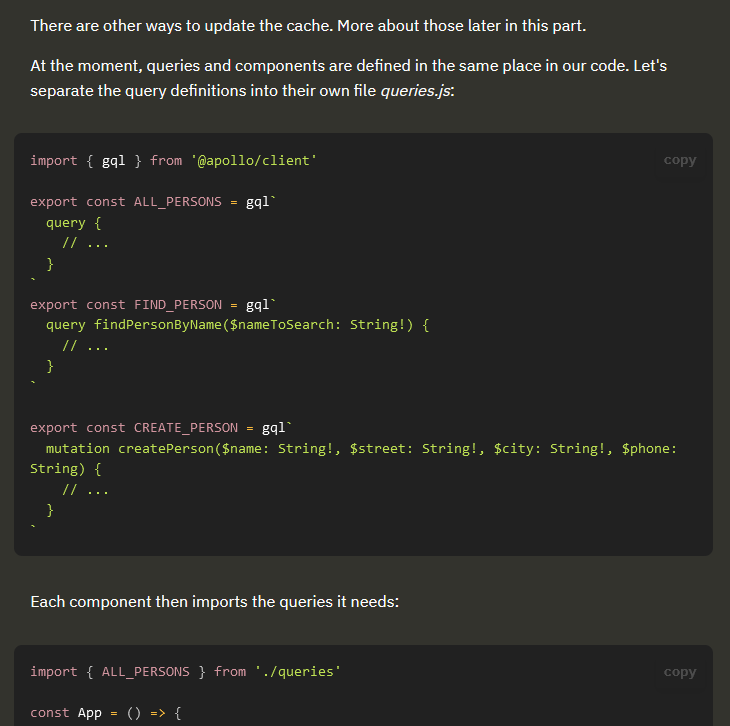 There are other ways to update the cache. More about those later in this part.
At the moment, queries and components are defined in the same place in our code. Let's
separate the query definitions into their own file queries.js:
import { gql } from '@apollo/client'
copy
export const ALL_PERSONS = gql`
  query {
    // ...
  }
`
export const FIND_PERSON = gql`
  query findPersonByName($nameToSearch: String!) {
    // ...
  }
`
export const CREATE_PERSON = gql`
  mutation createPerson($name: String!, $street: String!, $city: String!, $phone:
String) {
    // ...
  }
`
Each component then imports the queries it needs:
import { ALL_PERSONS } from './queries'
copy
const App = () => {